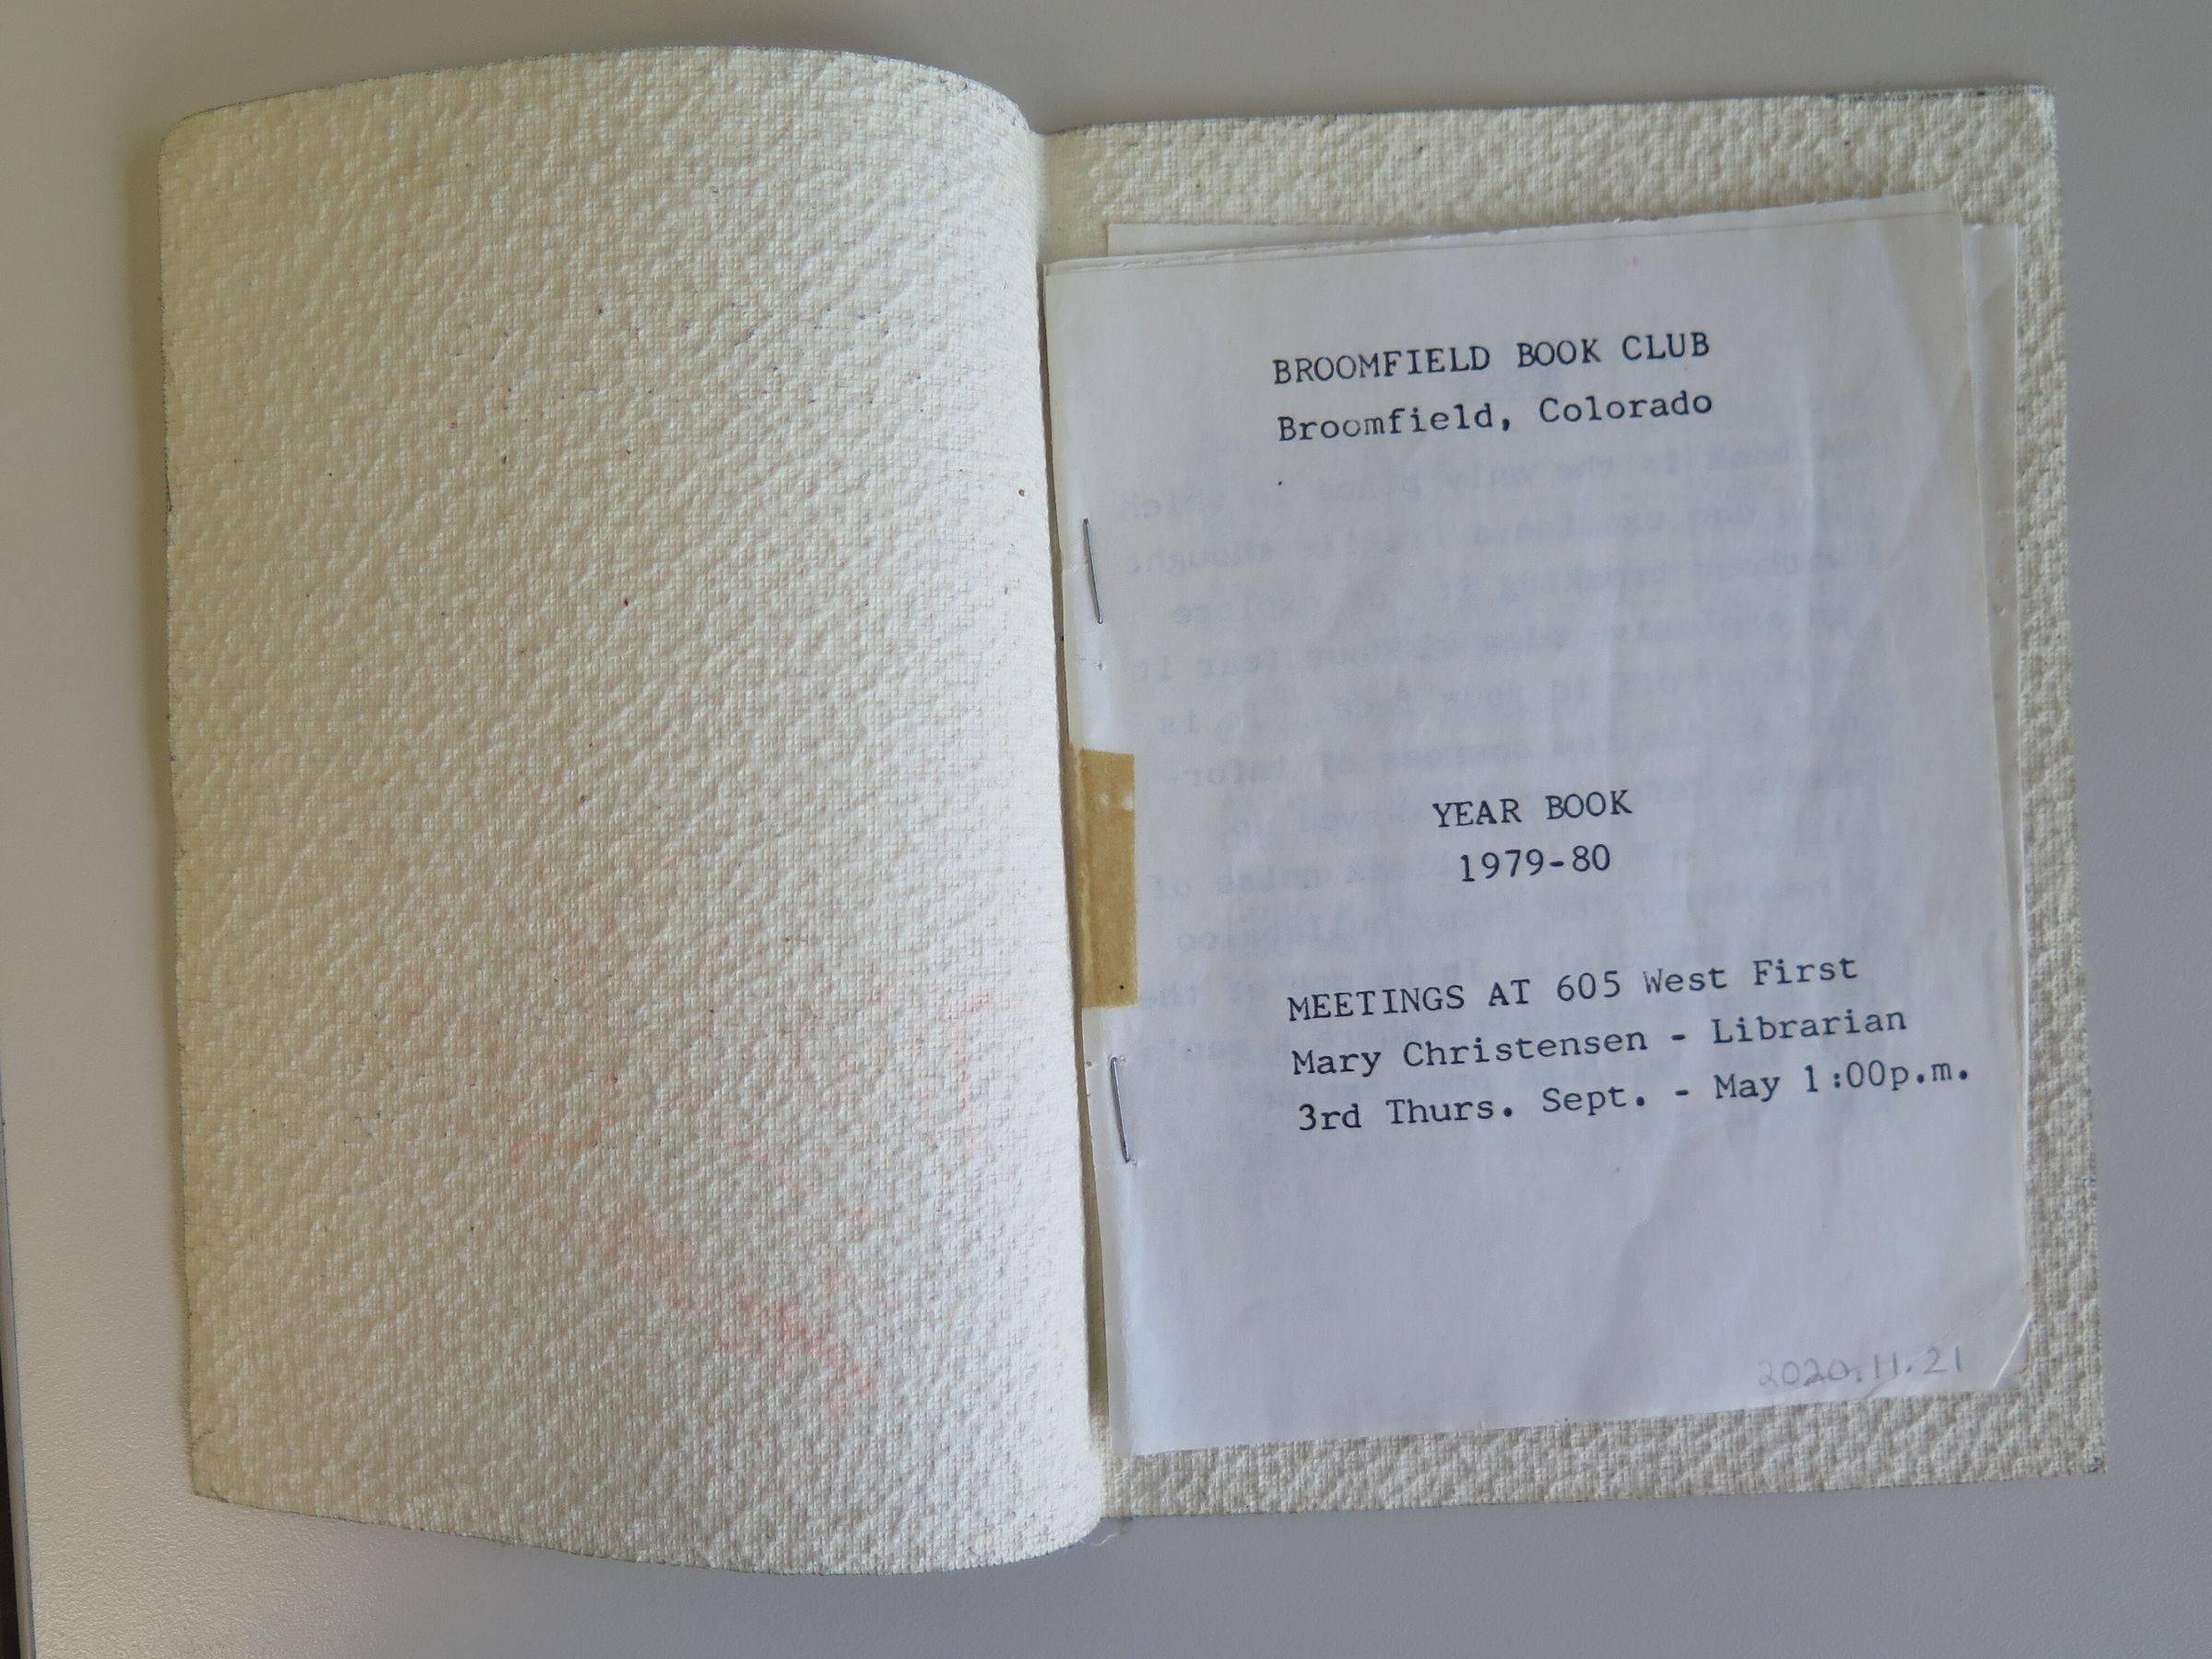 BROOMFIELD BOOK CLUB
Broomfield, Colorado
YEAR BOOK
1979-80
MEETINGS AT 605 West First
Mary Christensen - Librarian
3rd Thurs. Sept. - May 1:00p.m.
2020.11.21